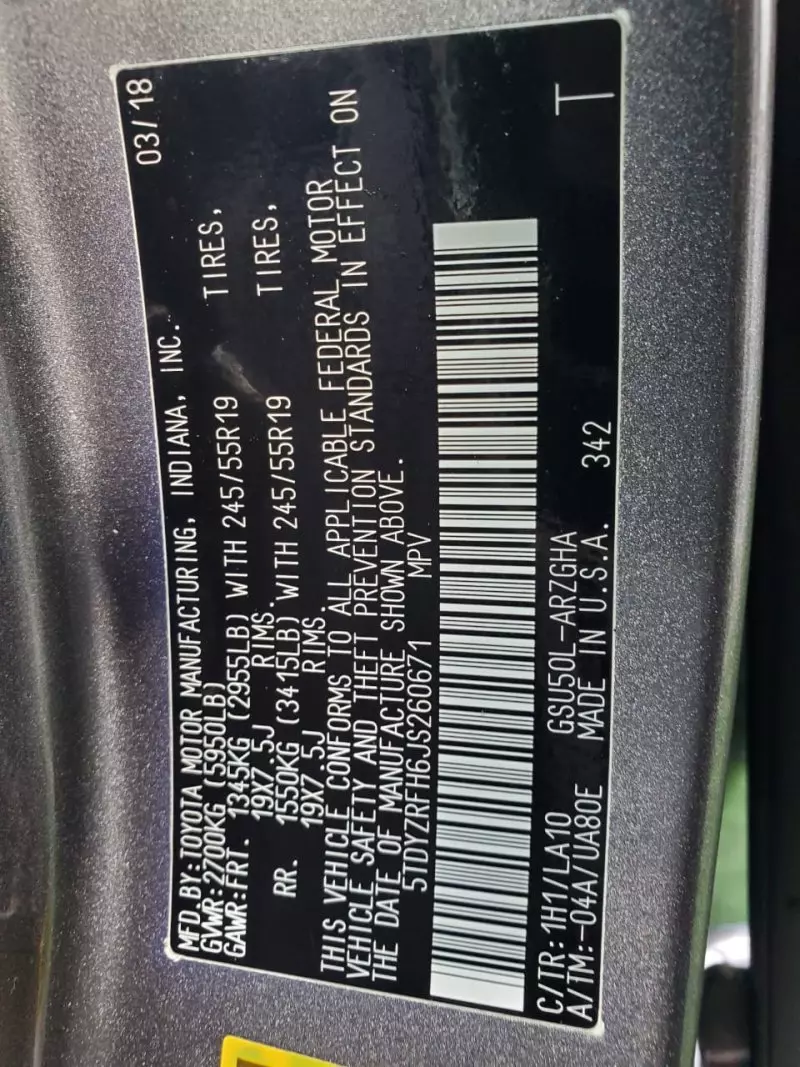 MFD.BY:TOYOTA MOTOR MANUFACTURING, INDIANA, INC. 03/18
GVWR:2700KG (5950LB)
GAWR:FRT. 1345KG (2955LB) WITH 245/55R19 TIRES,
19X7.5J RIMS.
RR. 1550KG (3415LB) WITH 245/55R19 TIRES,
19X7.5J RIMS.
THIS VEHICLE CONFORMS TO ALL APPLICABLE FEDERAL MOTOR
VEHICLE SAFETY AND THEFT PREVENTION STANDARDS IN EFFECT ON
THE DATE OF MANUFACTURE SHOWN ABOVE.
5TDYZRFH6JS260671 MPV
C/TR:1H1/LA10 GSU50L-ARZGHA
A/TM:-04A/UA80E MADE IN U.S.A. 342 T